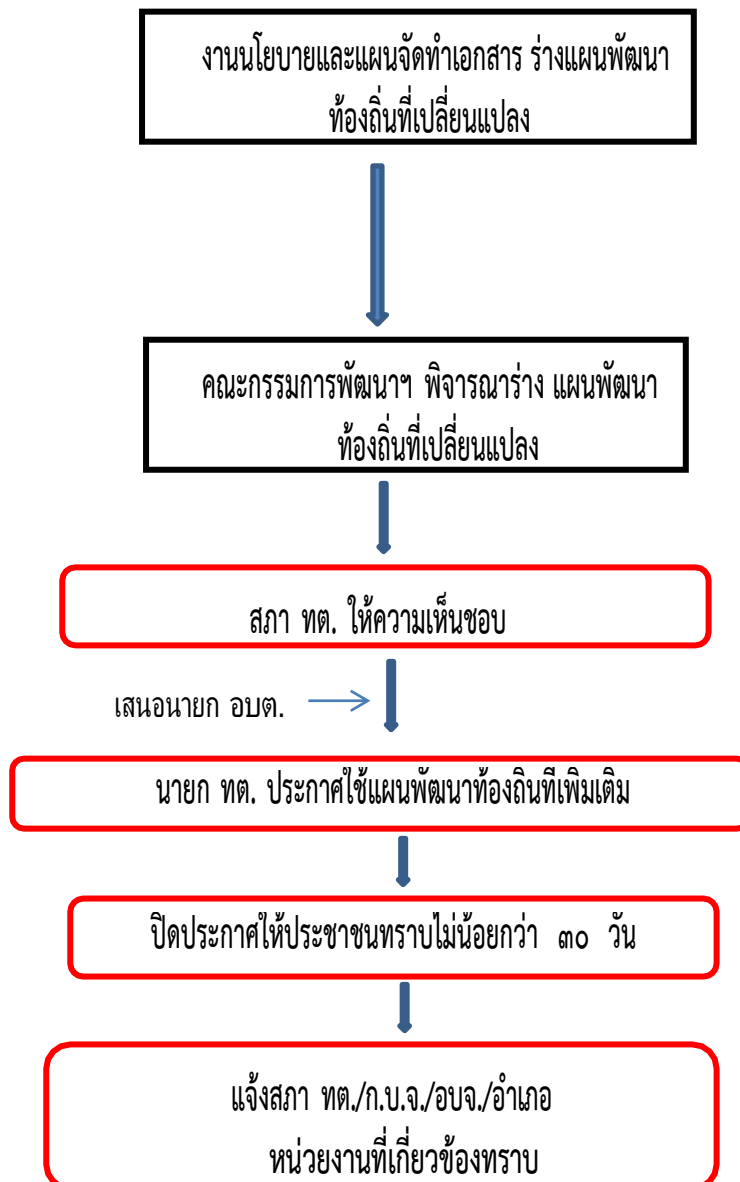 งานนโยบายและแผนจัดทำเอกสาร ร่างแผนพัฒนา
ท้องถิ่นที่เปลี่ยนแปลง
คณะกรรมการพัฒนาฯ พิจารณาร่าง แผนพัฒนา
ท้องถิ่นที่เปลี่ยนแปลง
สภา ทต. ให้ความเห็นชอบ
เสนอนายก อบต.
นายก ทต. ประกาศใช้แผนพัฒนาท้องถิ่นที่เพิ่มเติม
ปิดประกาศให้ประชาชนทราบไม่น้อยกว่า ๓๐ วัน
แจ้งสภา ทต./ก.บ.จ./อบจ./อำเภอ
หน่วยงานที่เกี่ยวข้องทราบ